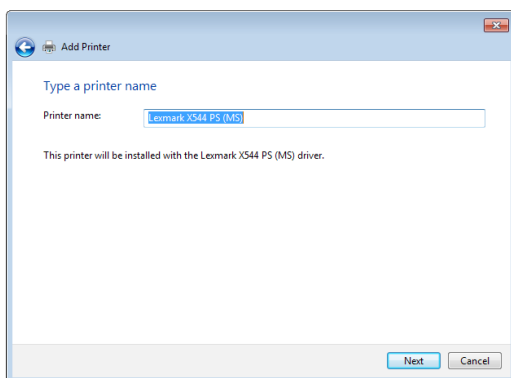 Add Printer
Type a printer name
Printer name: Lexmark X544 PS (MS)
This printer will be installed with the Lexmark X544 PS (MS) driver.
Next Cancel